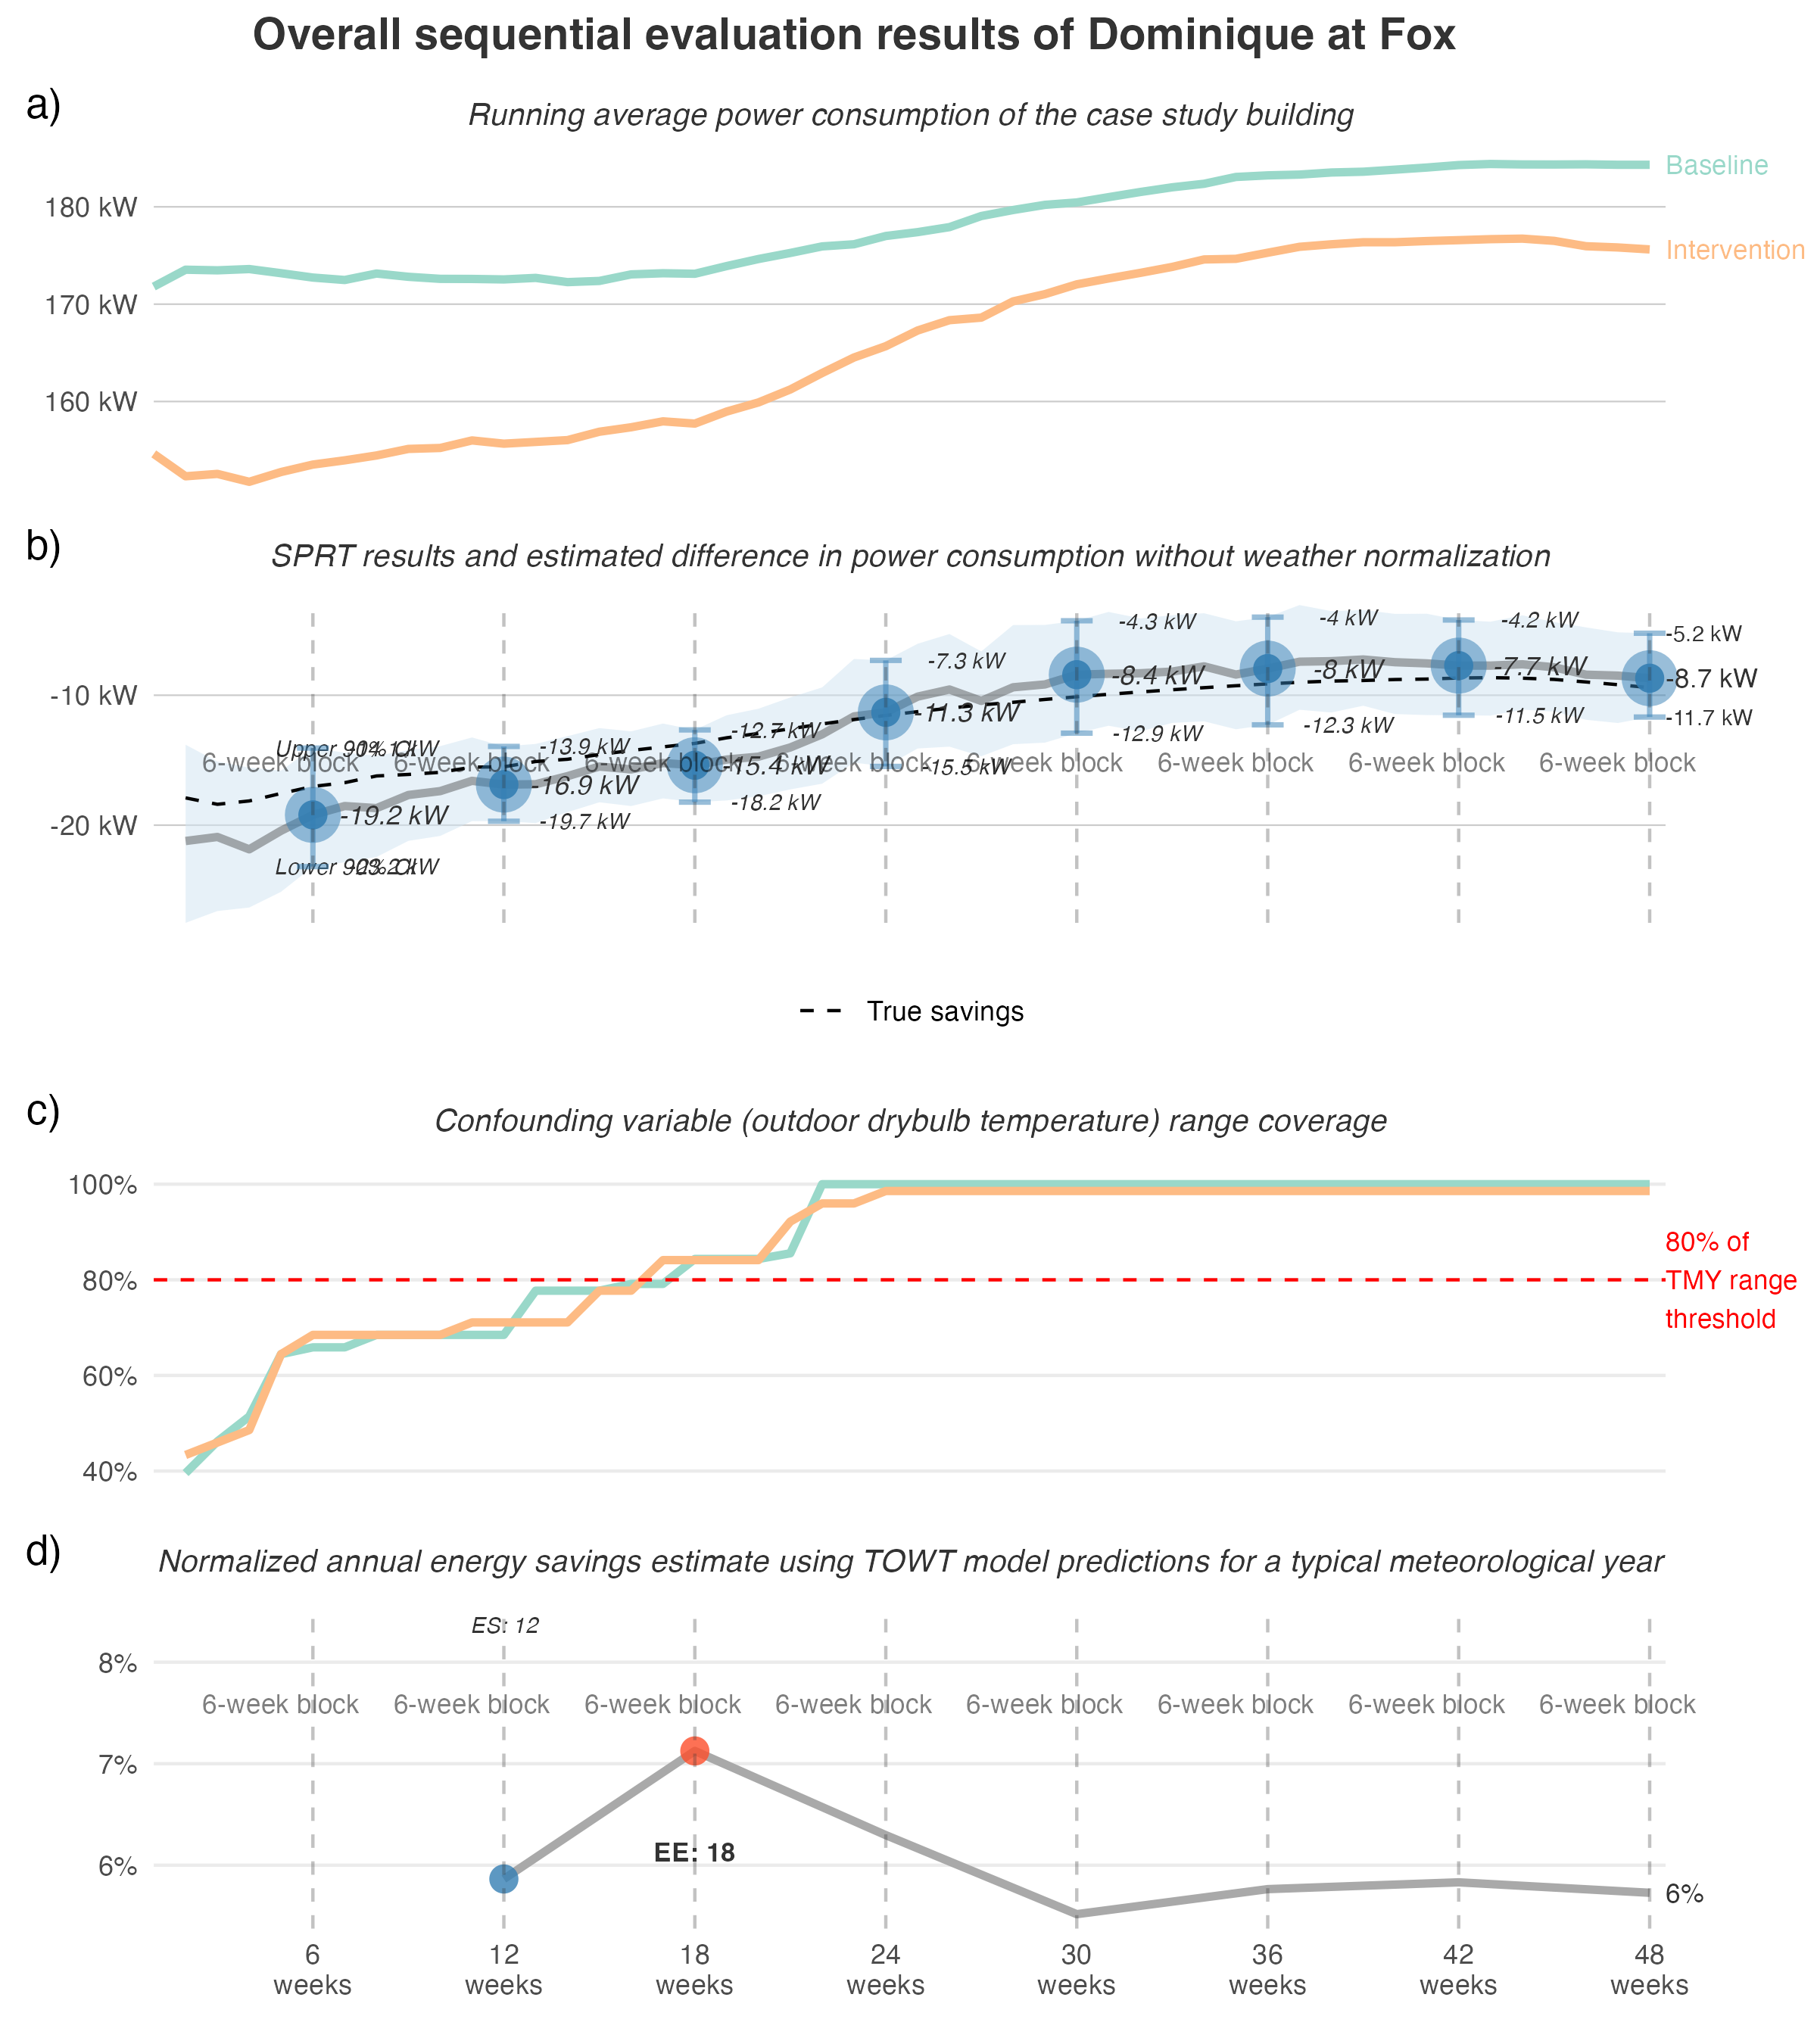 Overall sequential evaluation results of Dominique at Fox
a)
Running average power consumption of the case study building
Baseline
180 kW
Intervention
170 kW
160 kW
b)
SPRT results and estimated difference in power consumption without weather normalization
-4.3 kW
-4 kW
-4.2 kW
-5.2 kW
-7.3 kW
-8.4 kW
-8 kW
-7.7 kW
-8.7 kW
-10 kW
-11.3 kW
-12.7 kW
-12.9 kW
-12.3 kW
-11.5 kW
-11.7 kW
Upper 90% CI
-13.9 kW
6-week block 6-week block 6-week block 6-week block 6-week block 6-week block 6-week block 6-week block
-15.4 kW
-15.5 kW
-16.9 kW
-19.2 kW
-18.2 kW
-20 kW
-19.7 kW
Lower 90% CI
-23.2 kW
True savings
c)
Confounding variable (outdoor drybulb temperature) range coverage
100%
80%
60%
40%
80% of
TMY range
threshold
d)
Normalized annual energy savings estimate using TOWT model predictions for a typical meteorological year
ES: 12
8%
6-week block 6-week block 6-week block 6-week block 6-week block 6-week block 6-week block 6-week block
7%
EE: 18
6%
6%
6 12 18 24 30 36 42 48
weeks weeks weeks weeks weeks weeks weeks weeks